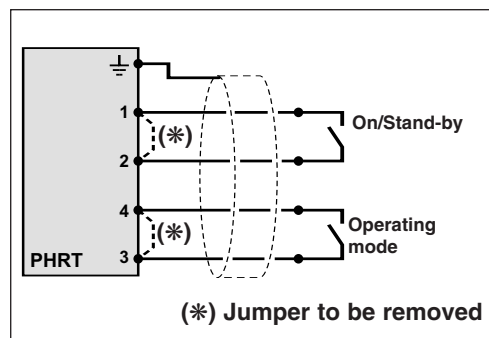 1
(✻)
On/Stand-by
2
4
(✻)
Operating
mode
3
PHRT
(✻) Jumper to be removed